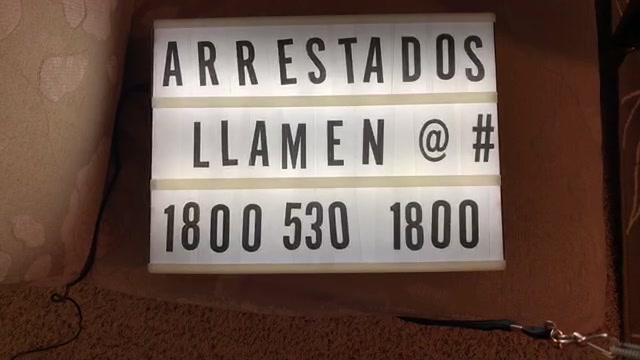 ARRESTADOS
LLAMEN @ #
1800 530 1800